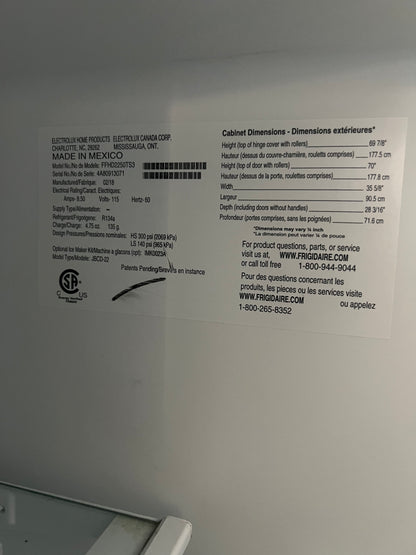 ELECTROLUX HOME PRODUCTS
CHARLOTTE, NC, 28262
ELECTROLUX CANADA CORP.
MISSISSAUGA, ONT.
MADE IN MEXICO
Model No./No de Modele: FFHD2250TS3
Serial No./No de Serie: 4A80913071
Manufactured/Fabrique: 02/18
Electrical Rating/Caract. Electriques:
Amps- 8.50 Volts- 115 Hertz- 60
Supply Type/Alimentation: --
Refrigerant/Frigorigène: R134a
Charge/Charge: 4.75 oz. 135 g.
Design Pressures/Pressions nominales: HS 300 psi (2069 kPa)
LS 140 psi (965 kPa)
Optional Ice Maker Kit/Machine a glacons (opt): IMK0023A
Model Type/Modèle: JBCD-22
Patents Pending/brevets en instance
CSA
C US
Cabinet Dimensions - Dimensions extérieures*
Height (top of hinge cover with rollers) 69 7/8"
Hauteur (dessus du couvre-charnière, roulettes comprises) 177.5 cm
Height (top of door with rollers) 70"
Hauteur (dessus de la porte, roulettes comprises) 177.8 cm
Width 35 5/8"
Largeur 90.5 cm
Depth (including doors without handles) 28 3/16"
Profondeur (portes comprises, sans les poignées) 71.6 cm
*Dimensions may vary ¼ inch
*La dimension peut varier ¼ de pouce
For product questions, parts, or service
visit us at, WWW.FRIGIDAIRE.COM
or call toll free 1-800-944-9044
Pour des questions concernant les
produits, les pieces ou les services visite
WWW.FRIGIDAIRE.COM ou appelez
1-800-265-8352